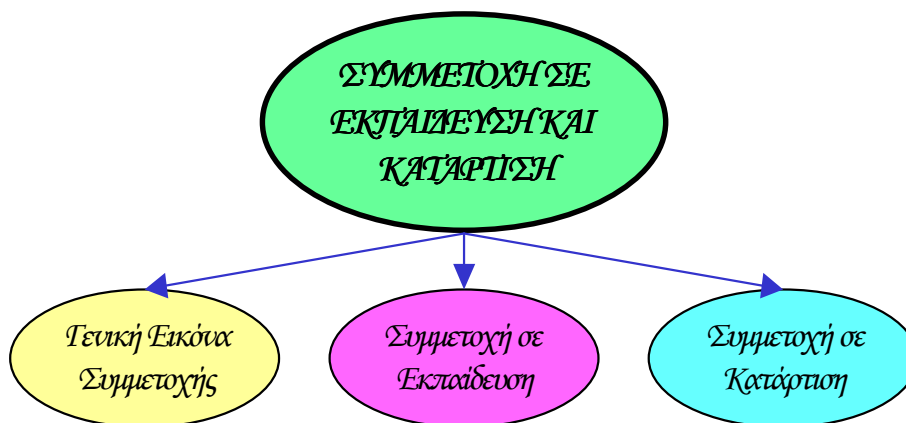 ΣΥΜΜΕΤΟΧΗ ΣΕ
ΕΚΠΑΙΔΕΥΣΗ ΚΑΙ
ΚΑΤΑΡΤΙΣΗ
Γενική Εικόνα
Συμμετοχής
Συμμετοχή σε
Εκπαίδευση
Συμμετοχή σε
Κατάρτιση